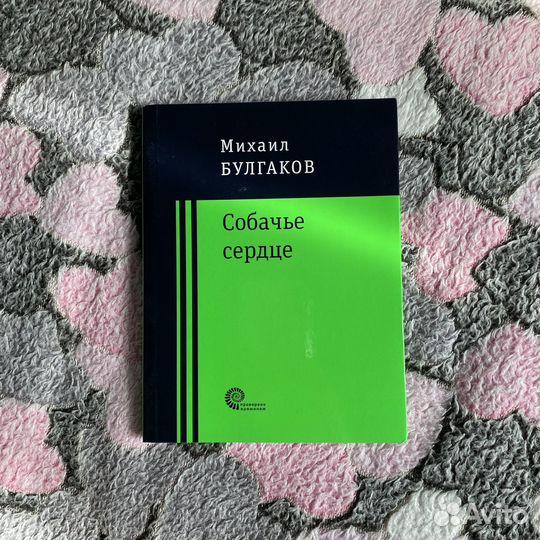 Михаил
БУЛГАКОВ
Собачье
сердце
проверено
временем
Avito